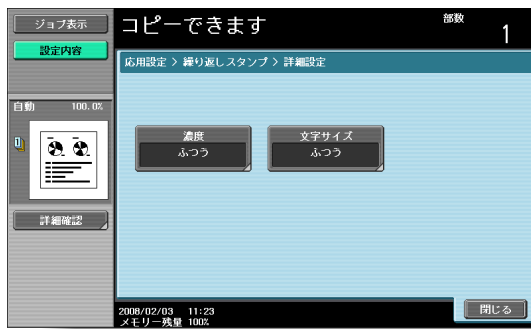 ジョブ表示
設定内容
コピーできます
部数
1
応用設定 > 繰り返しスタンプ > 詳細設定
自動 100.0%
1
濃度
ふつう
文字サイズ
ふつう
詳細確認
2008/02/03 11:23
メモリー残量 100%
閉じる